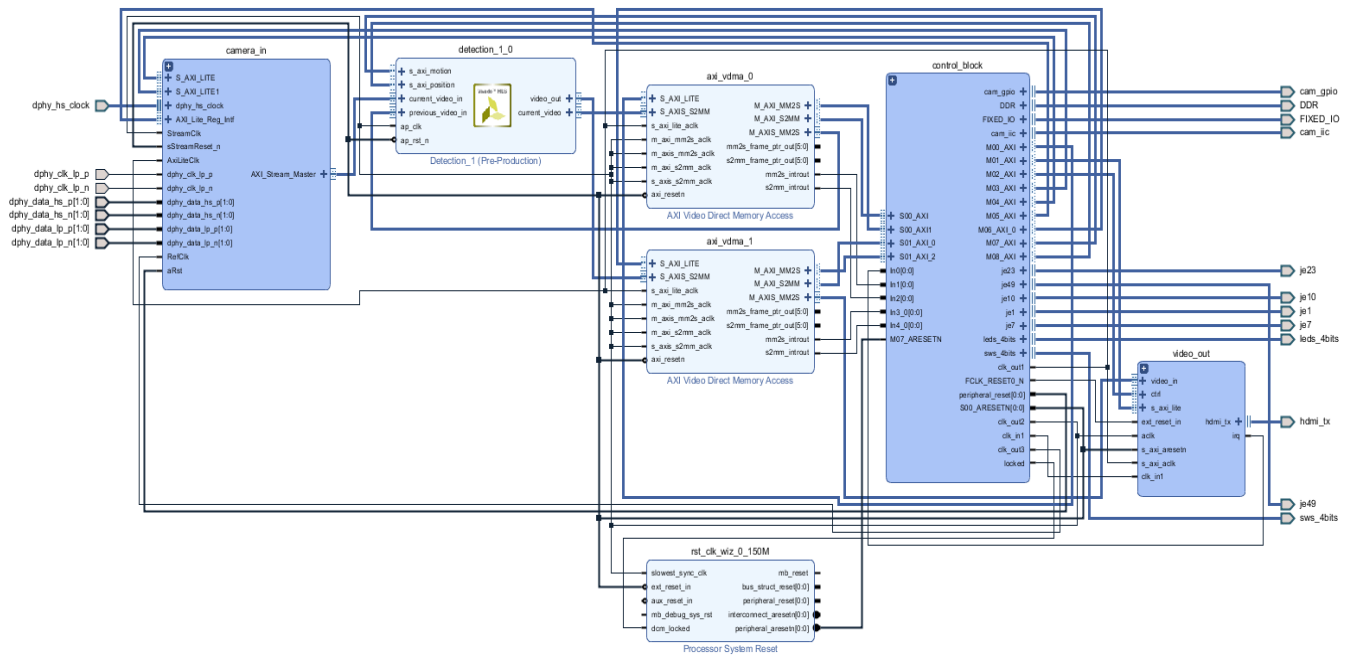 camera_in
S_AXI_LITE
S_AXI_LITE1
dphy_hs_clock
dphy_hs_clock
AXI_Lite_Reg_Intf
StreamClk
sStreamReset_n
AxiLiteClk
dphy_clk_lp_p
dphy_clk_lp_p
AXI_Stream_Master
dphy_clk_lp_n
dphy_clk_lp_n
dphy_data_hs_p[1:0]
dphy_data_hs_p[1:0]
dphy_data_hs_n[1:0]
dphy_data_hs_n[1:0]
dphy_data_lp_p[1:0]
dphy_data_lp_p[1:0]
dphy_data_lp_n[1:0]
dphy_data_lp_n[1:0]
RefClk
aRst
detection_1_0
s_axi_motion
s_axi_position
current_video_in
previous_video_in
ap_clk
ap_rst_n
video_out
current_video
Detection_1 (Pre-Production)
axi_vdma_0
S_AXI_LITE
S_AXIS_S2MM
s_axi_lite_aclk
m_axi_mm2s_aclk
m_axis_mm2s_aclk
m_axi_s2mm_aclk
s_axis_s2mm_aclk
axi_resetn
M_AXI_MM2S
M_AXI_S2MM
M_AXIS_MM2S
mm2s_frame_ptr_out[5:0]
s2mm_frame_ptr_out[5:0]
mm2s_introut
s2mm_introut
AXI Video Direct Memory Access
axi_vdma_1
S_AXI_LITE
S_AXIS_S2MM
s_axi_lite_aclk
m_axi_mm2s_aclk
m_axis_mm2s_aclk
m_axi_s2mm_aclk
s_axis_s2mm_aclk
axi_resetn
M_AXI_MM2S
M_AXI_S2MM
M_AXIS_MM2S
mm2s_frame_ptr_out[5:0]
s2mm_frame_ptr_out[5:0]
mm2s_introut
s2mm_introut
AXI Video Direct Memory Access
control_block
S00_AXI
S00_AXI1
S01_AXI_0
S01_AXI_2
In0[0:0]
In1[0:0]
In2[0:0]
In3_0[0:0]
In4_0[0:0]
M07_ARESETN
cam_gpio
DDR
FIXED_IO
cam_iic
M00_AXI
M01_AXI
M02_AXI
M03_AXI
M04_AXI
M05_AXI
M06_AXI_0
M07_AXI
M08_AXI
je23
je49
je10
je1
je7
leds_4bits
sws_4bits
clk_out1
FCLK_RESET0_N
peripheral_reset[0:0]
S00_ARESETN[0:0]
clk_out2
clk_in1
clk_out3
locked
cam_gpio
DDR
FIXED_IO
cam_iic
je23
je10
je1
je7
leds_4bits
video_out
video_in
ctrl
s_axi_lite
ext_reset_in
aclk
s_axi_aresetn
s_axi_aclk
clk_in1
hdmi_tx
irq
hdmi_tx
je49
sws_4bits
rst_clk_wiz_0_150M
slowest_sync_clk
ext_reset_in
aux_reset_in
mb_debug_sys_rst
dcm_locked
mb_reset
bus_struct_reset[0:0]
peripheral_reset[0:0]
interconnect_aresetn[0:0]
peripheral_aresetn[0:0]
Processor System Reset